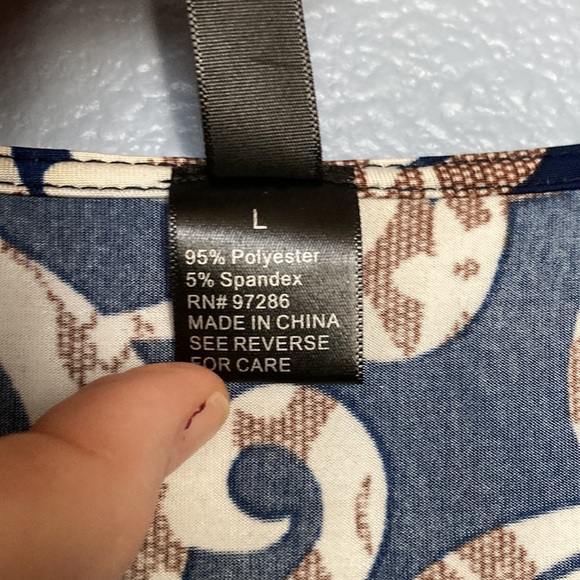 L
95% Polyester
5% Spandex
RN# 97286
MADE IN CHINA
SEE REVERSE
FOR CARE